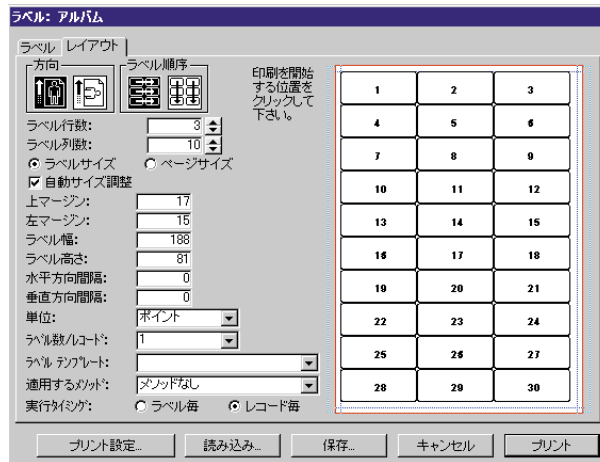 ラベル: アルバム
ラベル レイアウト
方向 ラベル順序
印刷を開始
する位置を
クリックして
下さい。
ラベル行数: 3
ラベル列数: 10
ラベルサイズ ページサイズ
自動サイズ調整
上マージン: 17
左マージン: 15
ラベル幅: 188
ラベル高さ: 81
水平方向間隔: 0
垂直方向間隔: 0
単位: ポイント
ラベル数/レコード: 1
ラベル テンプレート:
適用するメソッド: メソッドなし
実行タイミング: ラベル毎 レコード毎
1 2 3
4 5 6
7 8 9
10 11 12
13 14 15
16 17 18
19 20 21
22 23 24
25 26 27
28 29 30
プリント設定... 読み込み... 保存... キャンセル プリント